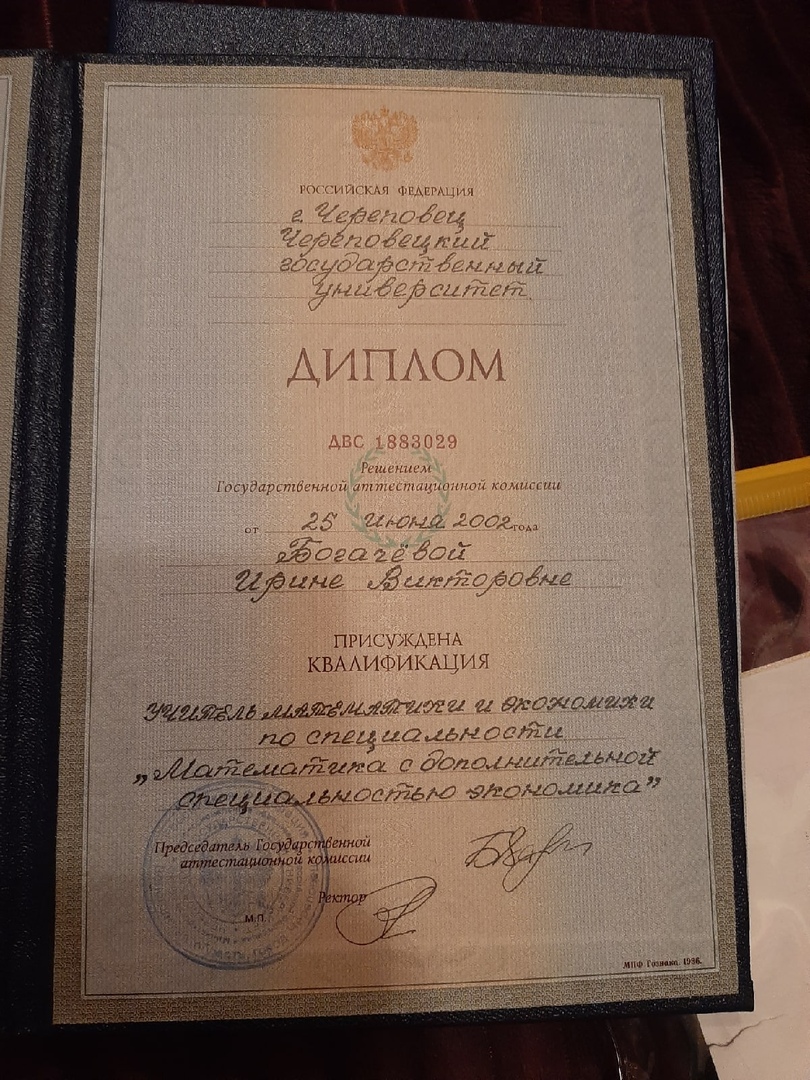 РОССИЙСКАЯ ФЕДЕРАЦИЯ
г. Череповец
Череповецкий
государственный
университет
ДИПЛОМ
ДВС 1883029
Решением
Государственной аттестационной комиссии
от 25 июня 2002 года
Богачёвой
Ирине Викторовне
ПРИСУЖДЕНА
КВАЛИФИКАЦИЯ
УЧИТЕЛЬ МАТЕМАТИКИ И ЭКОНОМИКИ
по специальности
„Математика с дополнительной
специальностью экономика”
Председатель Государственной
аттестационной комиссии
Ректор
М.П.
МПФ Гознака. 1996.